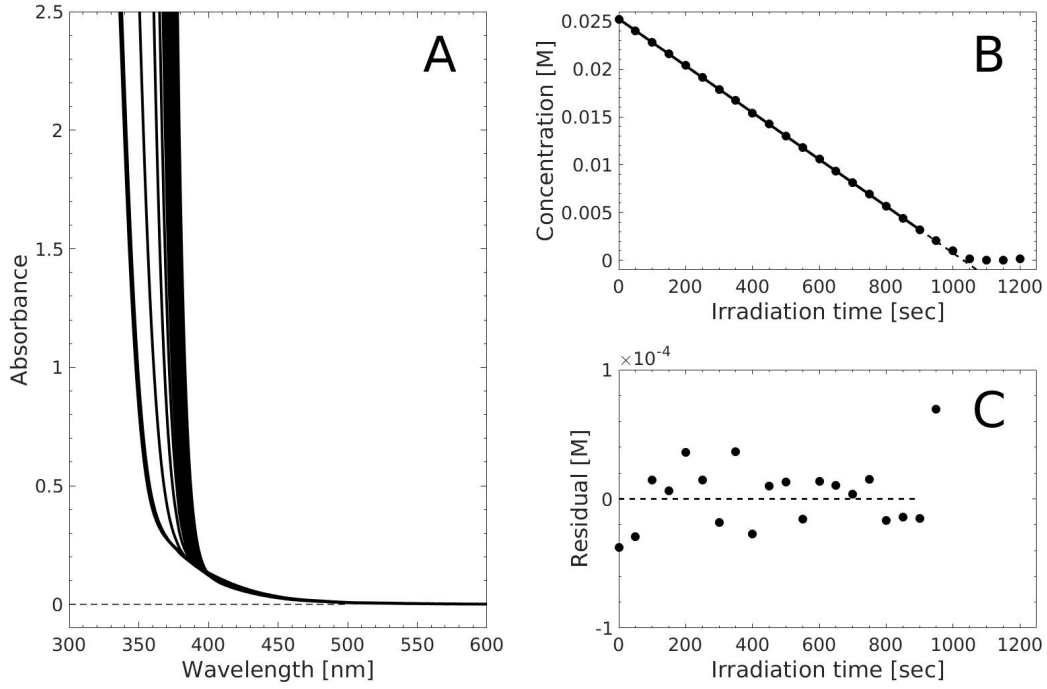 A
2.5
2
1.5
1
0.5
0
300 350 400 450 500 550 600
Wavelength [nm]
Absorbance
B
0.025
0.02
0.015
0.01
0.005
0
0 200 400 600 800 1000 1200
Irradiation time [sec]
Concentration [M]
C
×10⁻⁴
1
0
-1
0 200 400 600 800 1000 1200
Irradiation time [sec]
Residual [M]